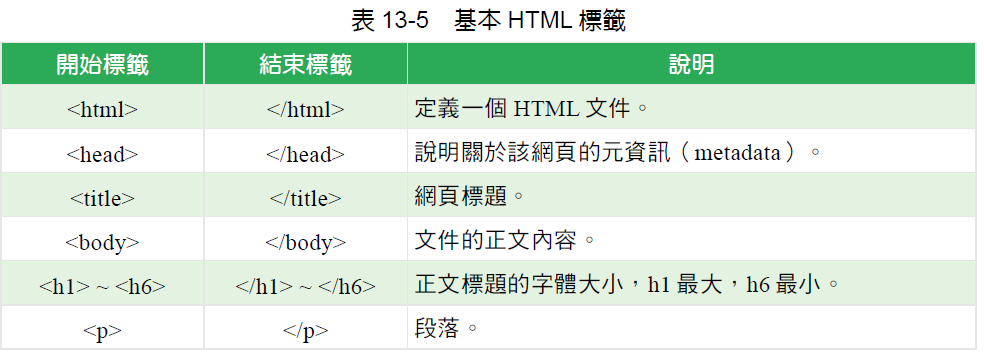 表 13-5 基本 HTML 標籤
開始標籤 結束標籤 說明
<html> </html> 定義一個 HTML 文件。
<head> </head> 說明關於該網頁的元資訊（metadata）。
<title> </title> 網頁標題。
<body> </body> 文件的正文內容。
<h1> ~ <h6> </h1> ~ </h6> 正文標題的字體大小，h1 最大，h6 最小。
<p> </p> 段落。